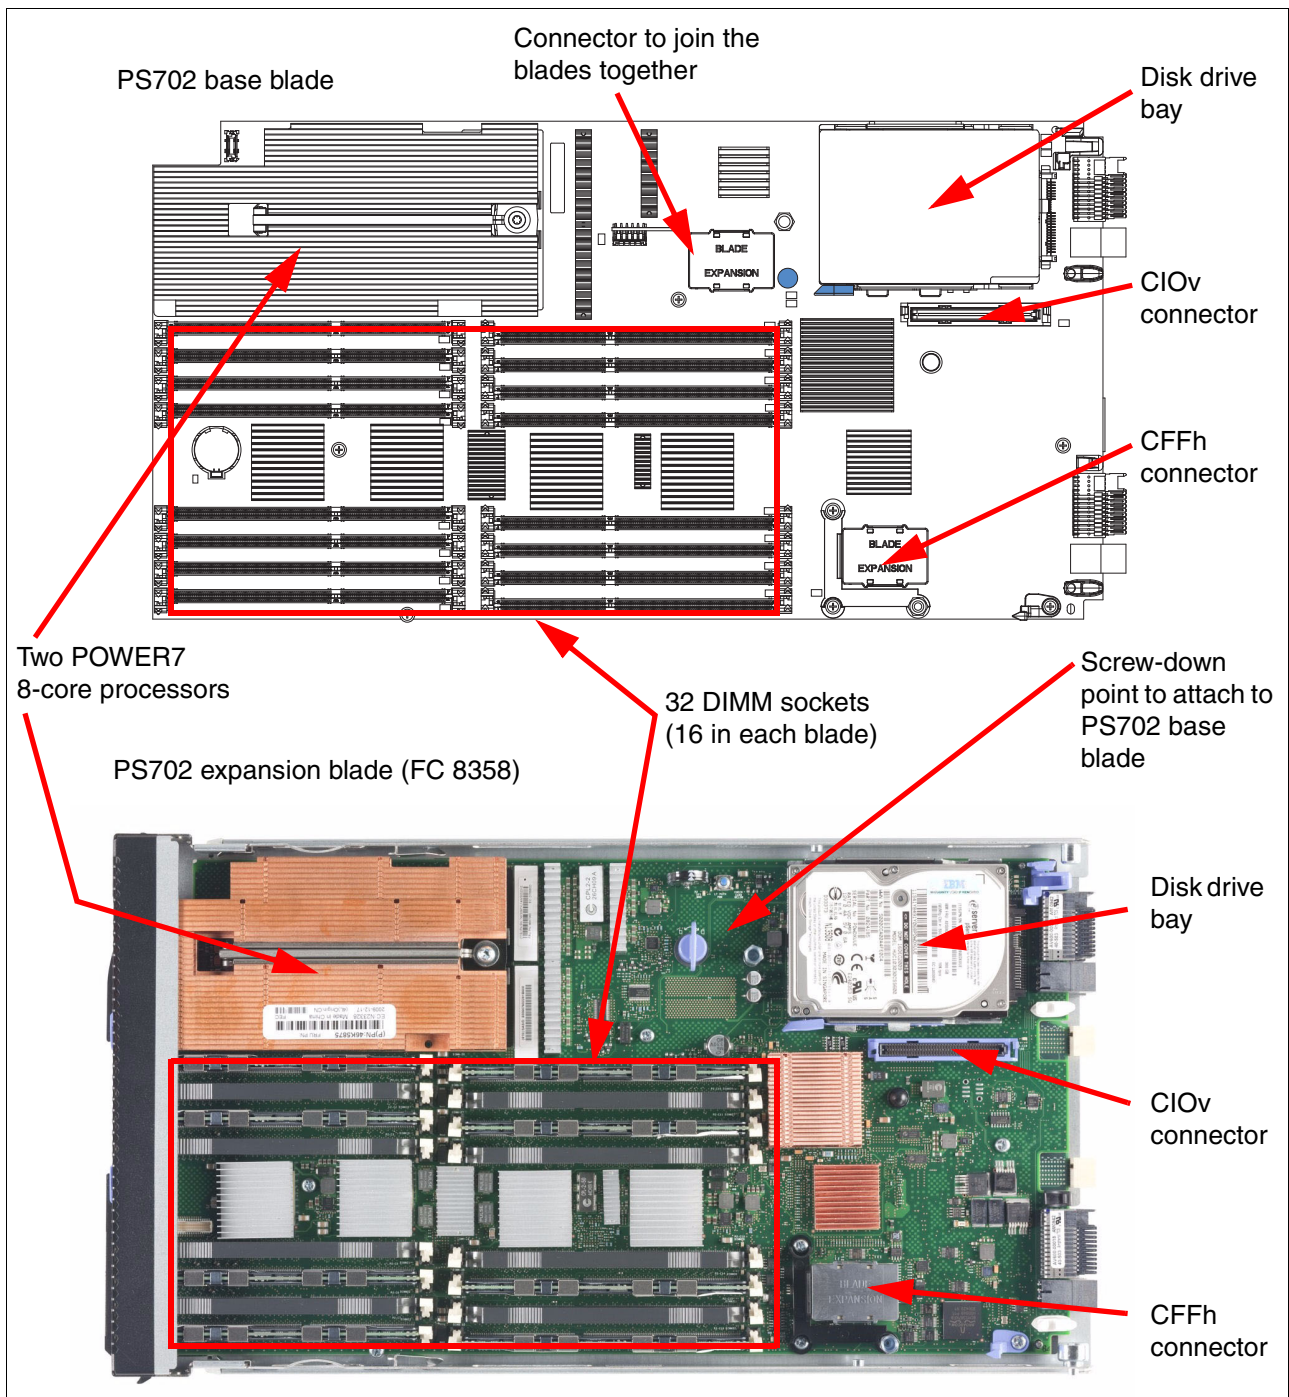 Connector to join the
blades together
PS702 base blade
Disk drive
bay
BLADE
EXPANSION
CIOv
connector
CFFh
connector
BLADE
EXPANSION
Two POWER7
8-core processors
32 DIMM sockets
(16 in each blade)
Screw-down
point to attach to
PS702 base
blade
PS702 expansion blade (FC 8358)
Disk drive
bay
IBM
CIOv
connector
BLADE
EXPANSION
CFFh
connector